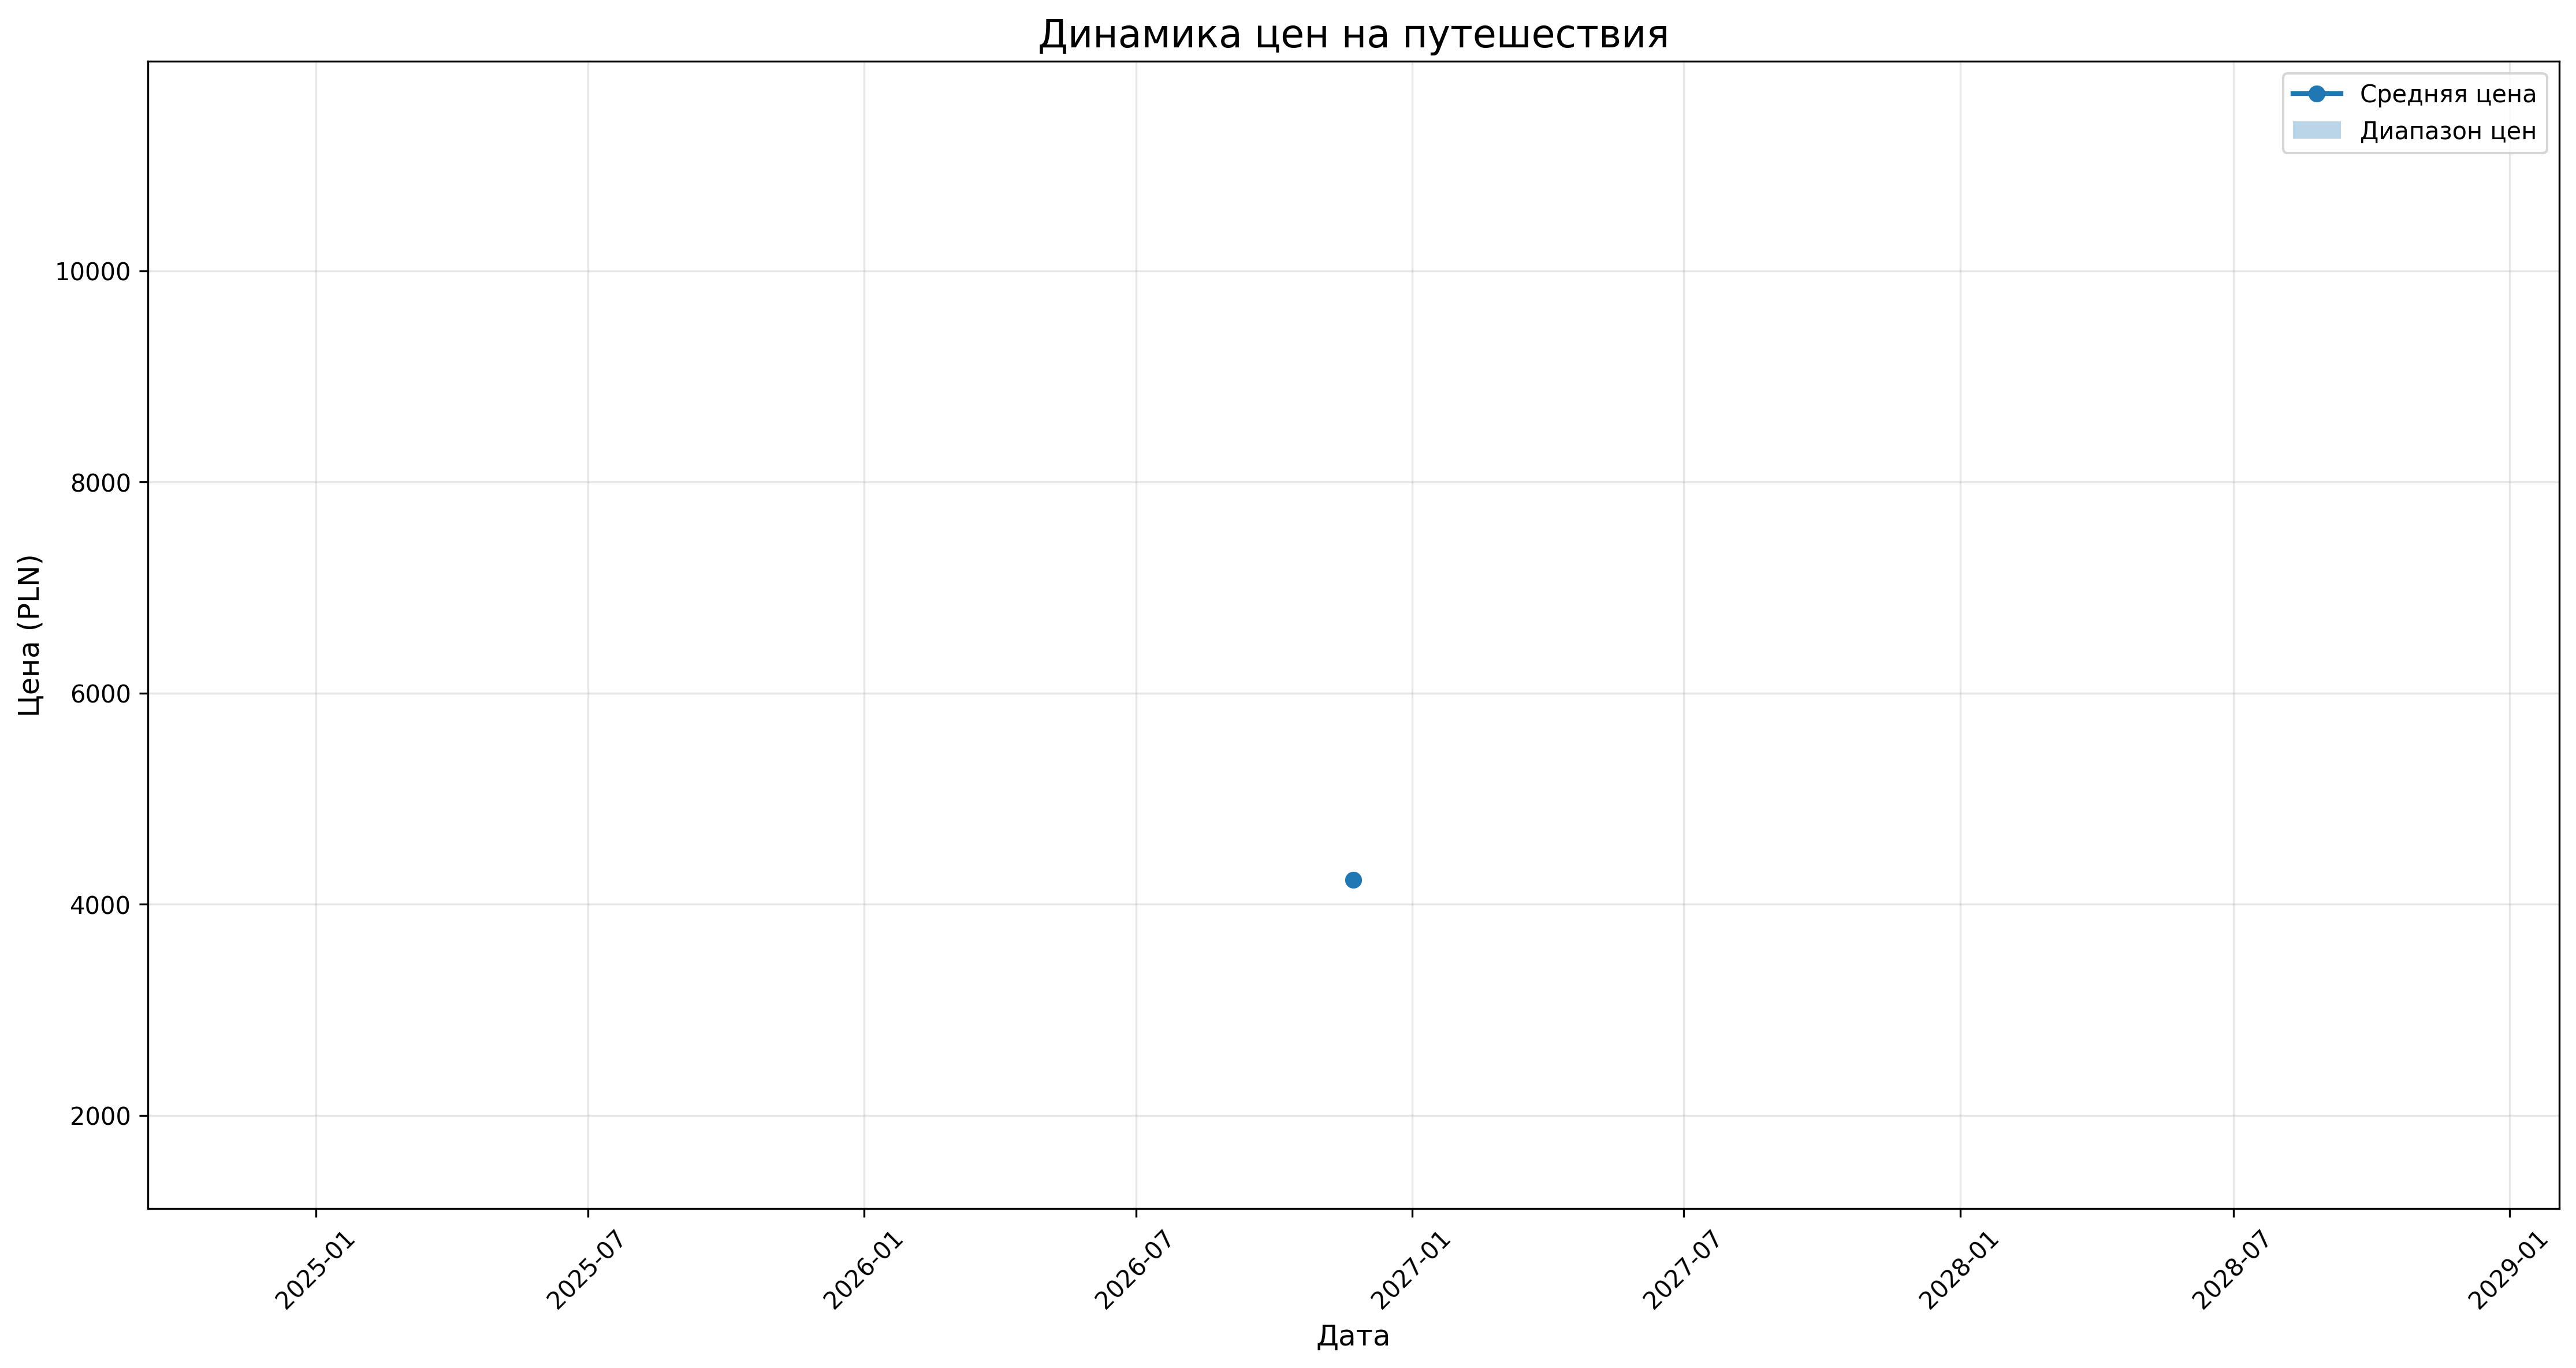 Динамика цен на путешествия
Средняя цена
Диапазон цен
10000
8000
6000
4000
2000
Цена (PLN)
2025-01
2025-07
2026-01
2026-07
2027-01
2027-07
2028-01
2028-07
2029-01
Дата